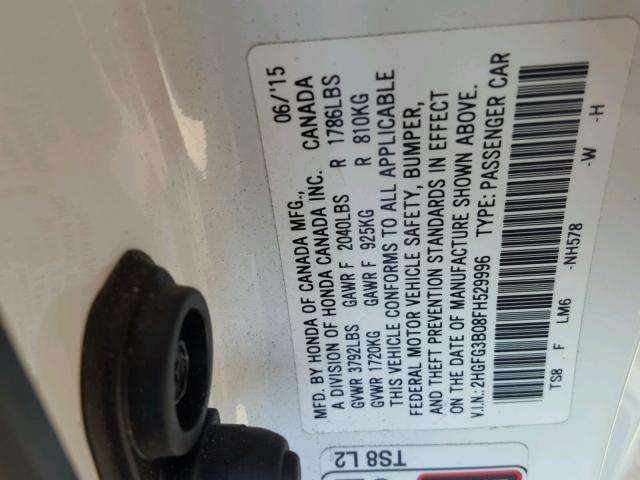 MFD. BY HONDA OF CANADA MFG., 06/'15
A DIVISION OF HONDA CANADA INC. CANADA
GVWR 3792LBS GAWR F 2040LBS R 1786LBS
GVWR 1720KG GAWR F 925KG R 810KG
THIS VEHICLE CONFORMS TO ALL APPLICABLE
FEDERAL MOTOR VEHICLE SAFETY, BUMPER,
AND THEFT PREVENTION STANDARDS IN EFFECT
ON THE DATE OF MANUFACTURE SHOWN ABOVE.
V.I.N.: 2HGFG3B08FH529996 TYPE: PASSENGER CAR
TS8 F LM6 -NH578 -W -H
TS8 L2